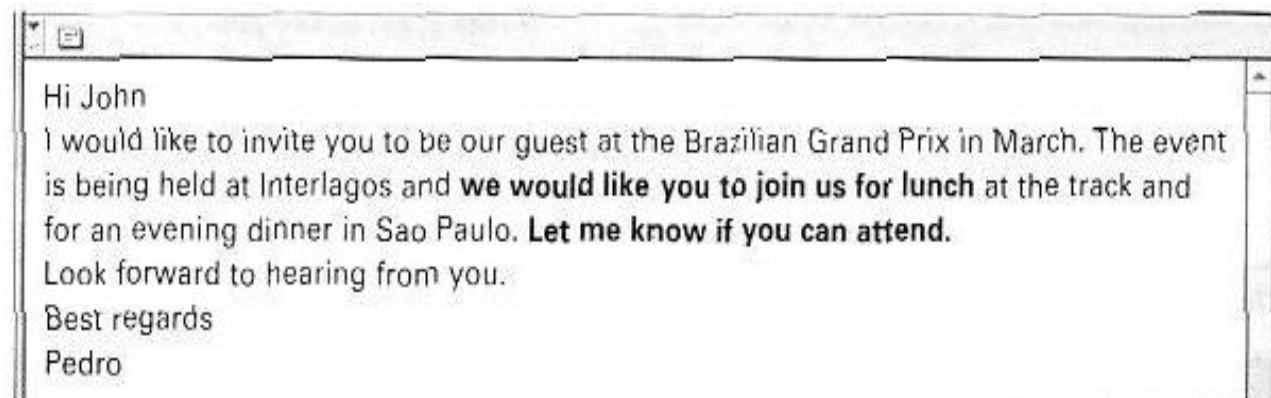 Hi John
I would like to invite you to be our guest at the Brazilian Grand Prix in March. The event
is being held at Interlagos and we would like you to join us for lunch at the track and
for an evening dinner in Sao Paulo. Let me know if you can attend.
Look forward to hearing from you.
Best regards
Pedro